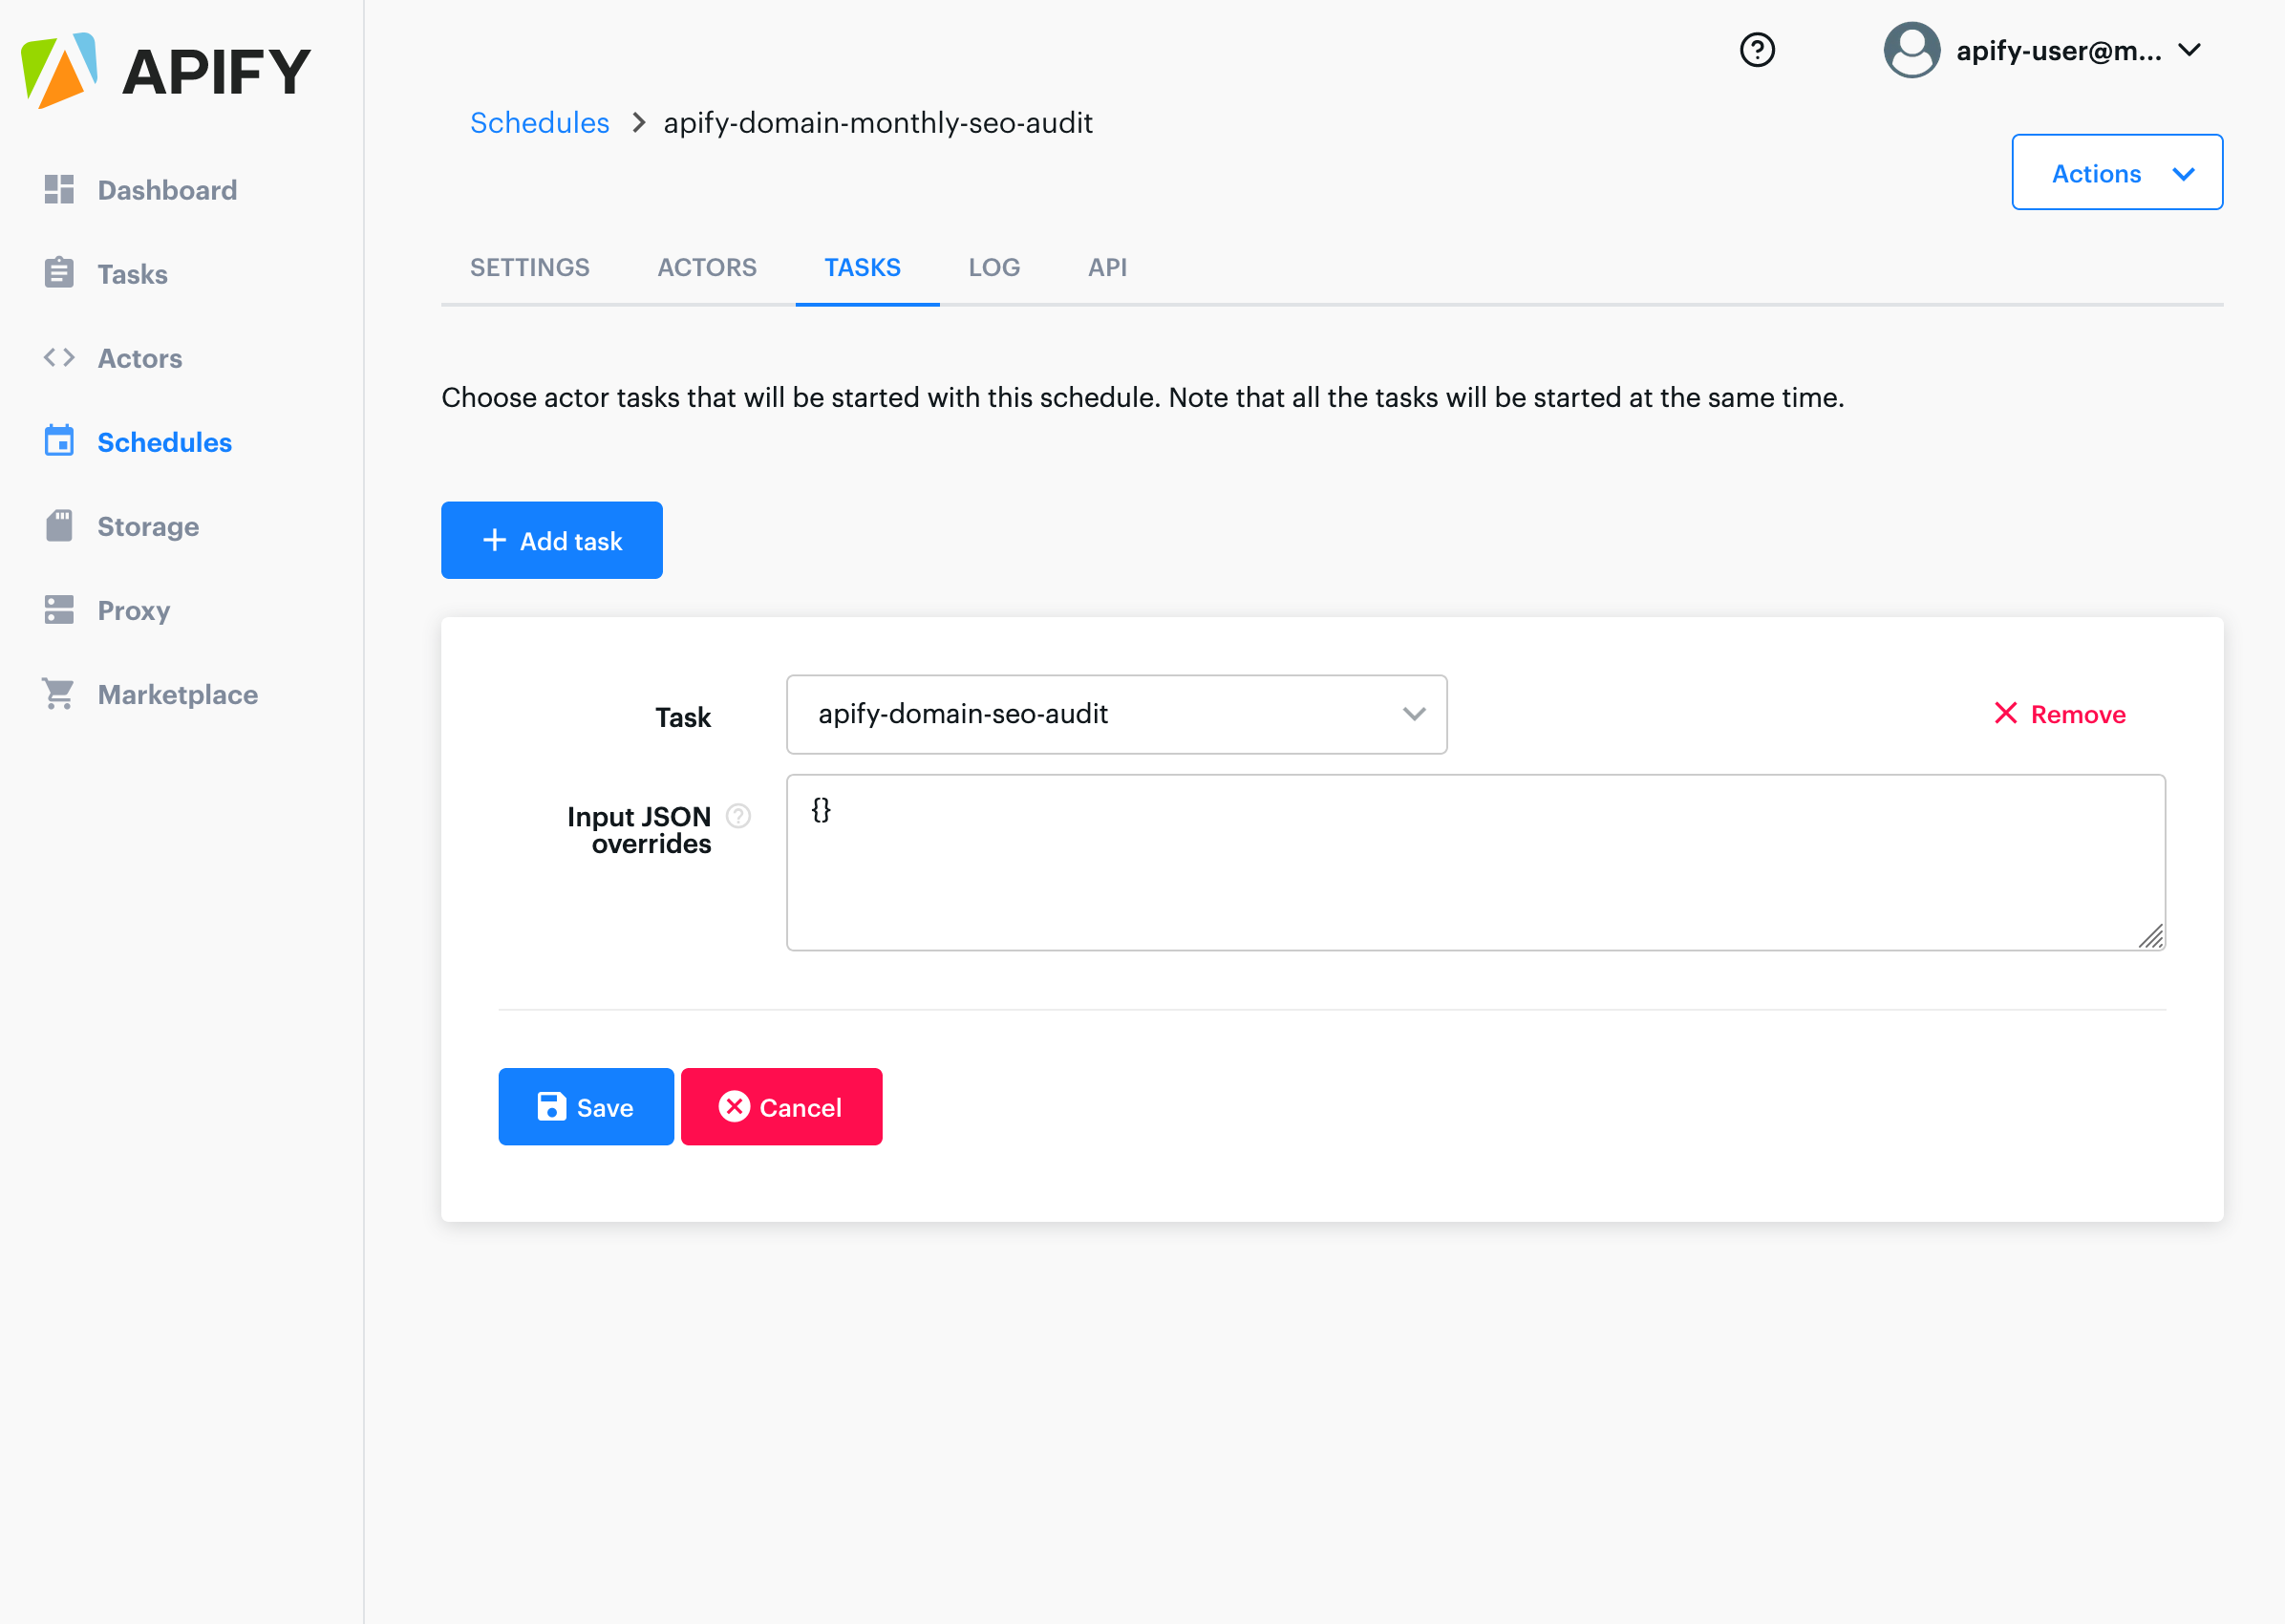 APIFY
apify-user@m...
Schedules > apify-domain-monthly-seo-audit
Actions
Dashboard
Tasks
Actors
Schedules
Storage
Proxy
Marketplace
SETTINGS ACTORS TASKS LOG API
Choose actor tasks that will be started with this schedule. Note that all the tasks will be started at the same time.
+ Add task
Task apify-domain-seo-audit Remove
Input JSON {}
overrides
Save Cancel